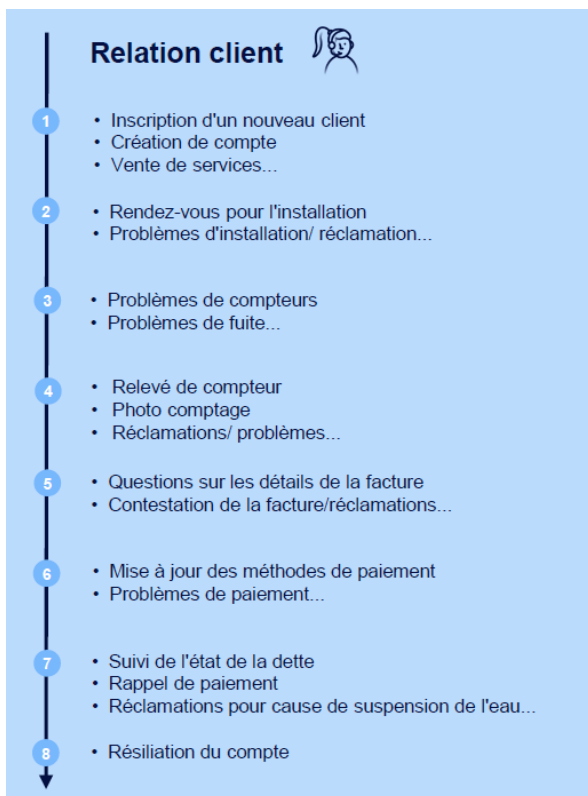 Relation client
1
• Inscription d'un nouveau client
• Création de compte
• Vente de services...
2
• Rendez-vous pour l'installation
• Problèmes d'installation/ réclamation...
3
• Problèmes de compteurs
• Problèmes de fuite...
4
• Relevé de compteur
• Photo comptage
• Réclamations/ problèmes...
5
• Questions sur les détails de la facture
• Contestation de la facture/réclamations...
6
• Mise à jour des méthodes de paiement
• Problèmes de paiement...
7
• Suivi de l'état de la dette
• Rappel de paiement
• Réclamations pour cause de suspension de l'eau...
8
• Résiliation du compte